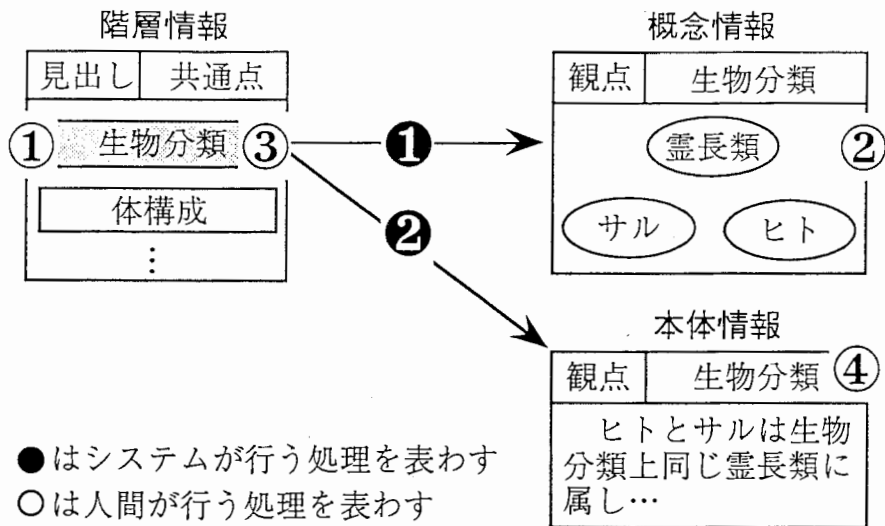 階層情報
見出し 共通点
① 生物分類 ③
体構成
⋮
❶
❷
概念情報
観点 生物分類
霊長類 ②
サル ヒト
本体情報
観点 生物分類 ④
ヒトとサルは生物
分類上同じ霊長類に
属し…
●はシステムが行う処理を表わす
○は人間が行う処理を表わす